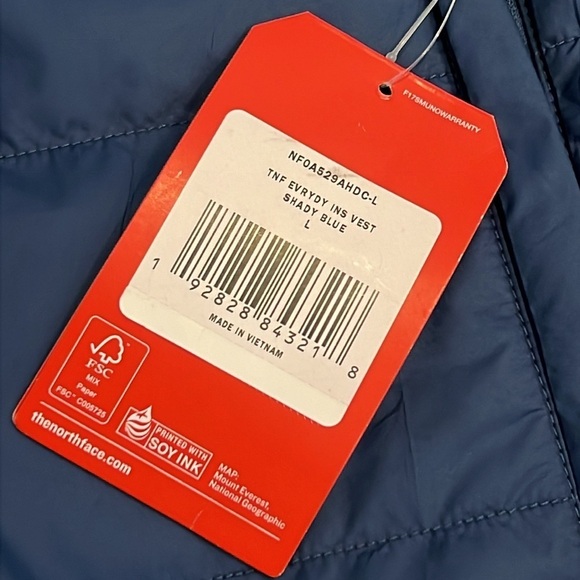 F17SMUNOWARRANTY
NF0A529AHDC-L
TNF EVRYDY INS VEST
SHADY BLUE
L
1 92828 84321 8
MADE IN VIETNAM
FSC
MIX
Paper
FSC™ C005725
PRINTED WITH
SOY INK
MAP:
Mount Everest,
National Geographic
thenorthface.com